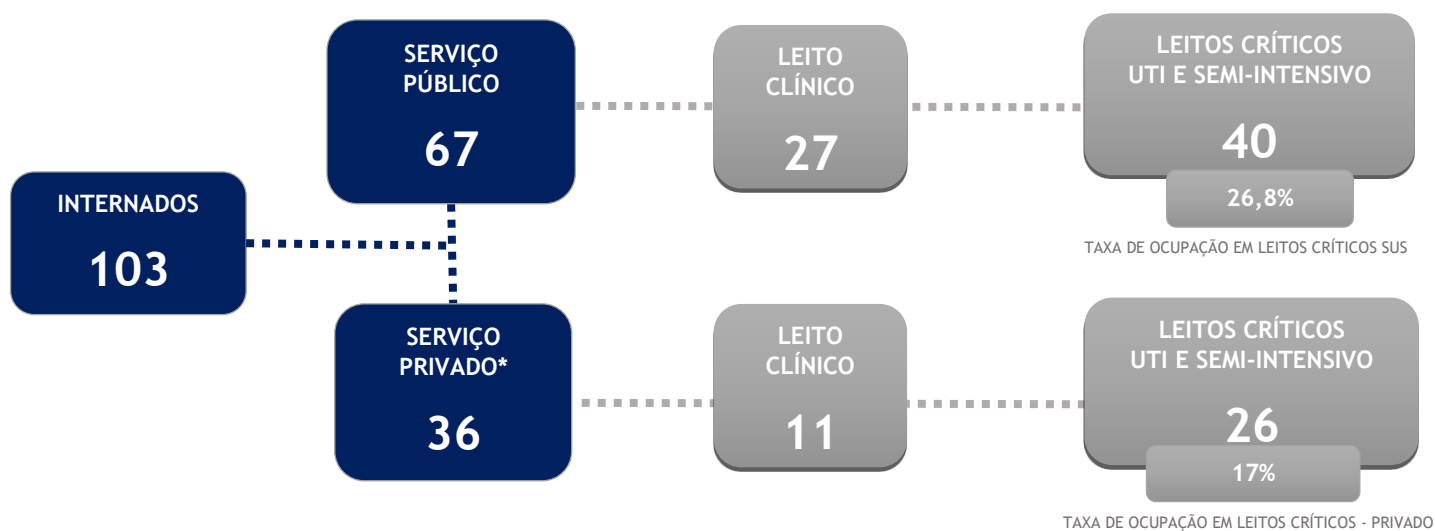 INTERNADOS
103
SERVIÇO
PÚBLICO
67
LEITO
CLÍNICO
27
LEITOS CRÍTICOS
UTI E SEMI-INTENSIVO
40
26,8%
TAXA DE OCUPAÇÃO EM LEITOS CRÍTICOS SUS
SERVIÇO
PRIVADO*
36
LEITO
CLÍNICO
11
LEITOS CRÍTICOS
UTI E SEMI-INTENSIVO
26
17%
TAXA DE OCUPAÇÃO EM LEITOS CRÍTICOS - PRIVADO